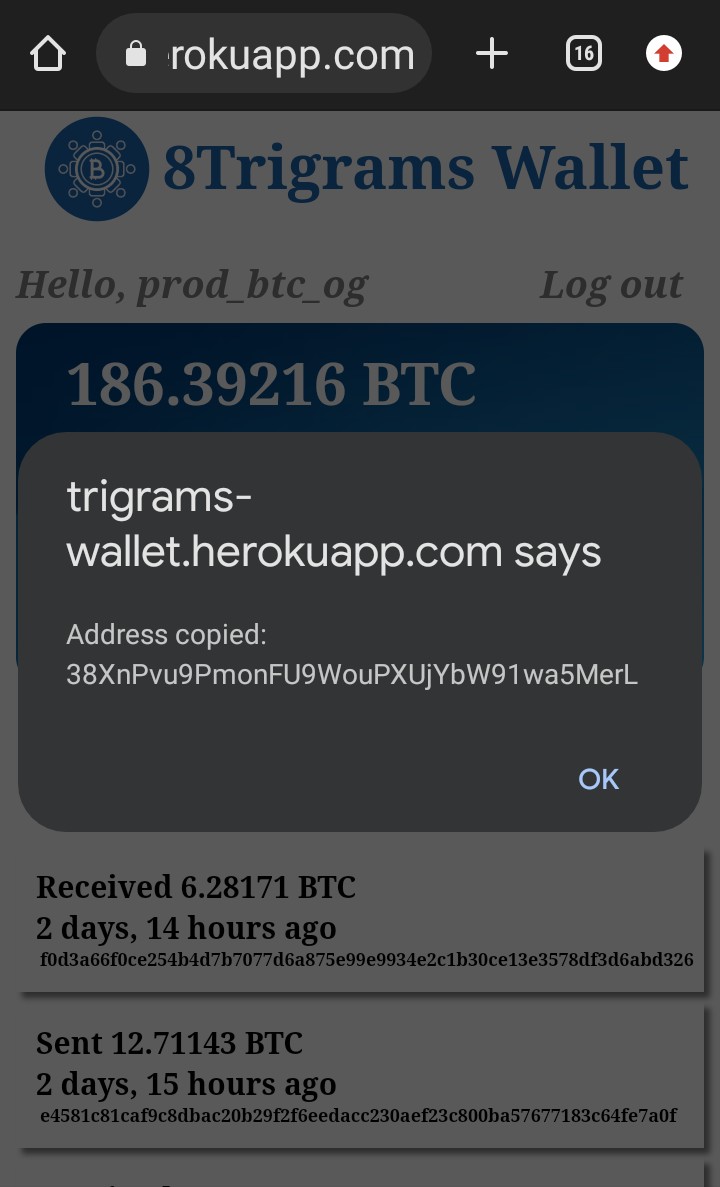 rokuapp.com
16
8Trigrams Wallet
Hello, prod_btc_og
Log out
186.39216 BTC
trigrams-
wallet.herokuapp.com says
Address copied:
38XnPvu9PmonFU9WouPXUjYbW91wa5MerL
OK
Received 6.28171 BTC
2 days, 14 hours ago
f0d3a66f0ce254b4d7b7077d6a875e99e9934e2c1b30ce13e3578df3d6abd326
Sent 12.71143 BTC
2 days, 15 hours ago
e4581c81caf9c8dbac20b29f2f6eedacc230aef23c800ba57677183c64fe7a0f